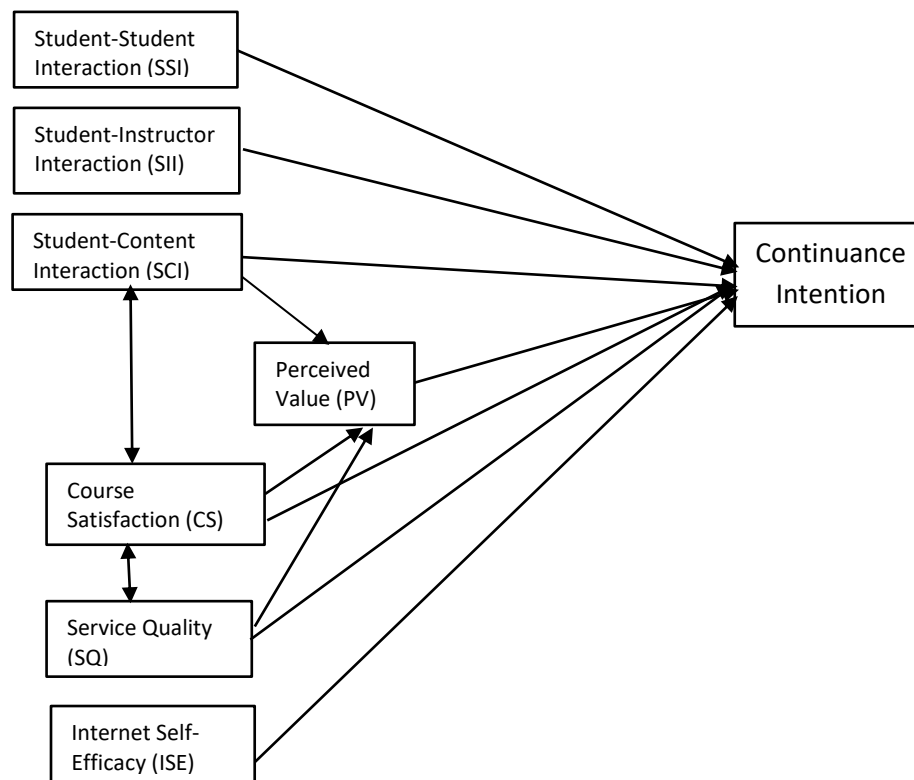 Student-Student
Interaction (SSI)
Student-Instructor
Interaction (SII)
Student-Content
Interaction (SCI)
Continuance
Intention
Perceived
Value (PV)
Course
Satisfaction (CS)
Service Quality
(SQ)
Internet Self-
Efficacy (ISE)